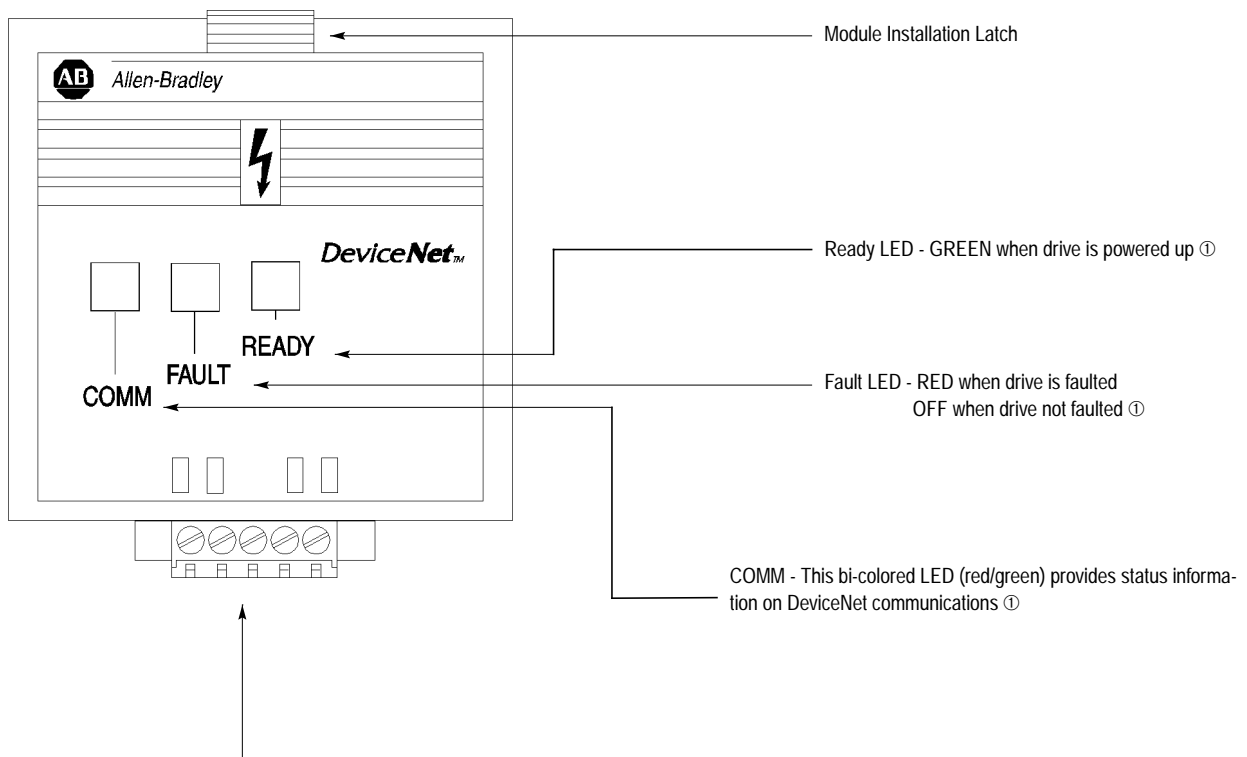 Module Installation Latch
AB Allen-Bradley
DeviceNet™
Ready LED - GREEN when drive is powered up ①
READY
Fault LED - RED when drive is faulted
OFF when drive not faulted ①
FAULT
COMM
COMM - This bi-colored LED (red/green) provides status informa-
tion on DeviceNet communications ①